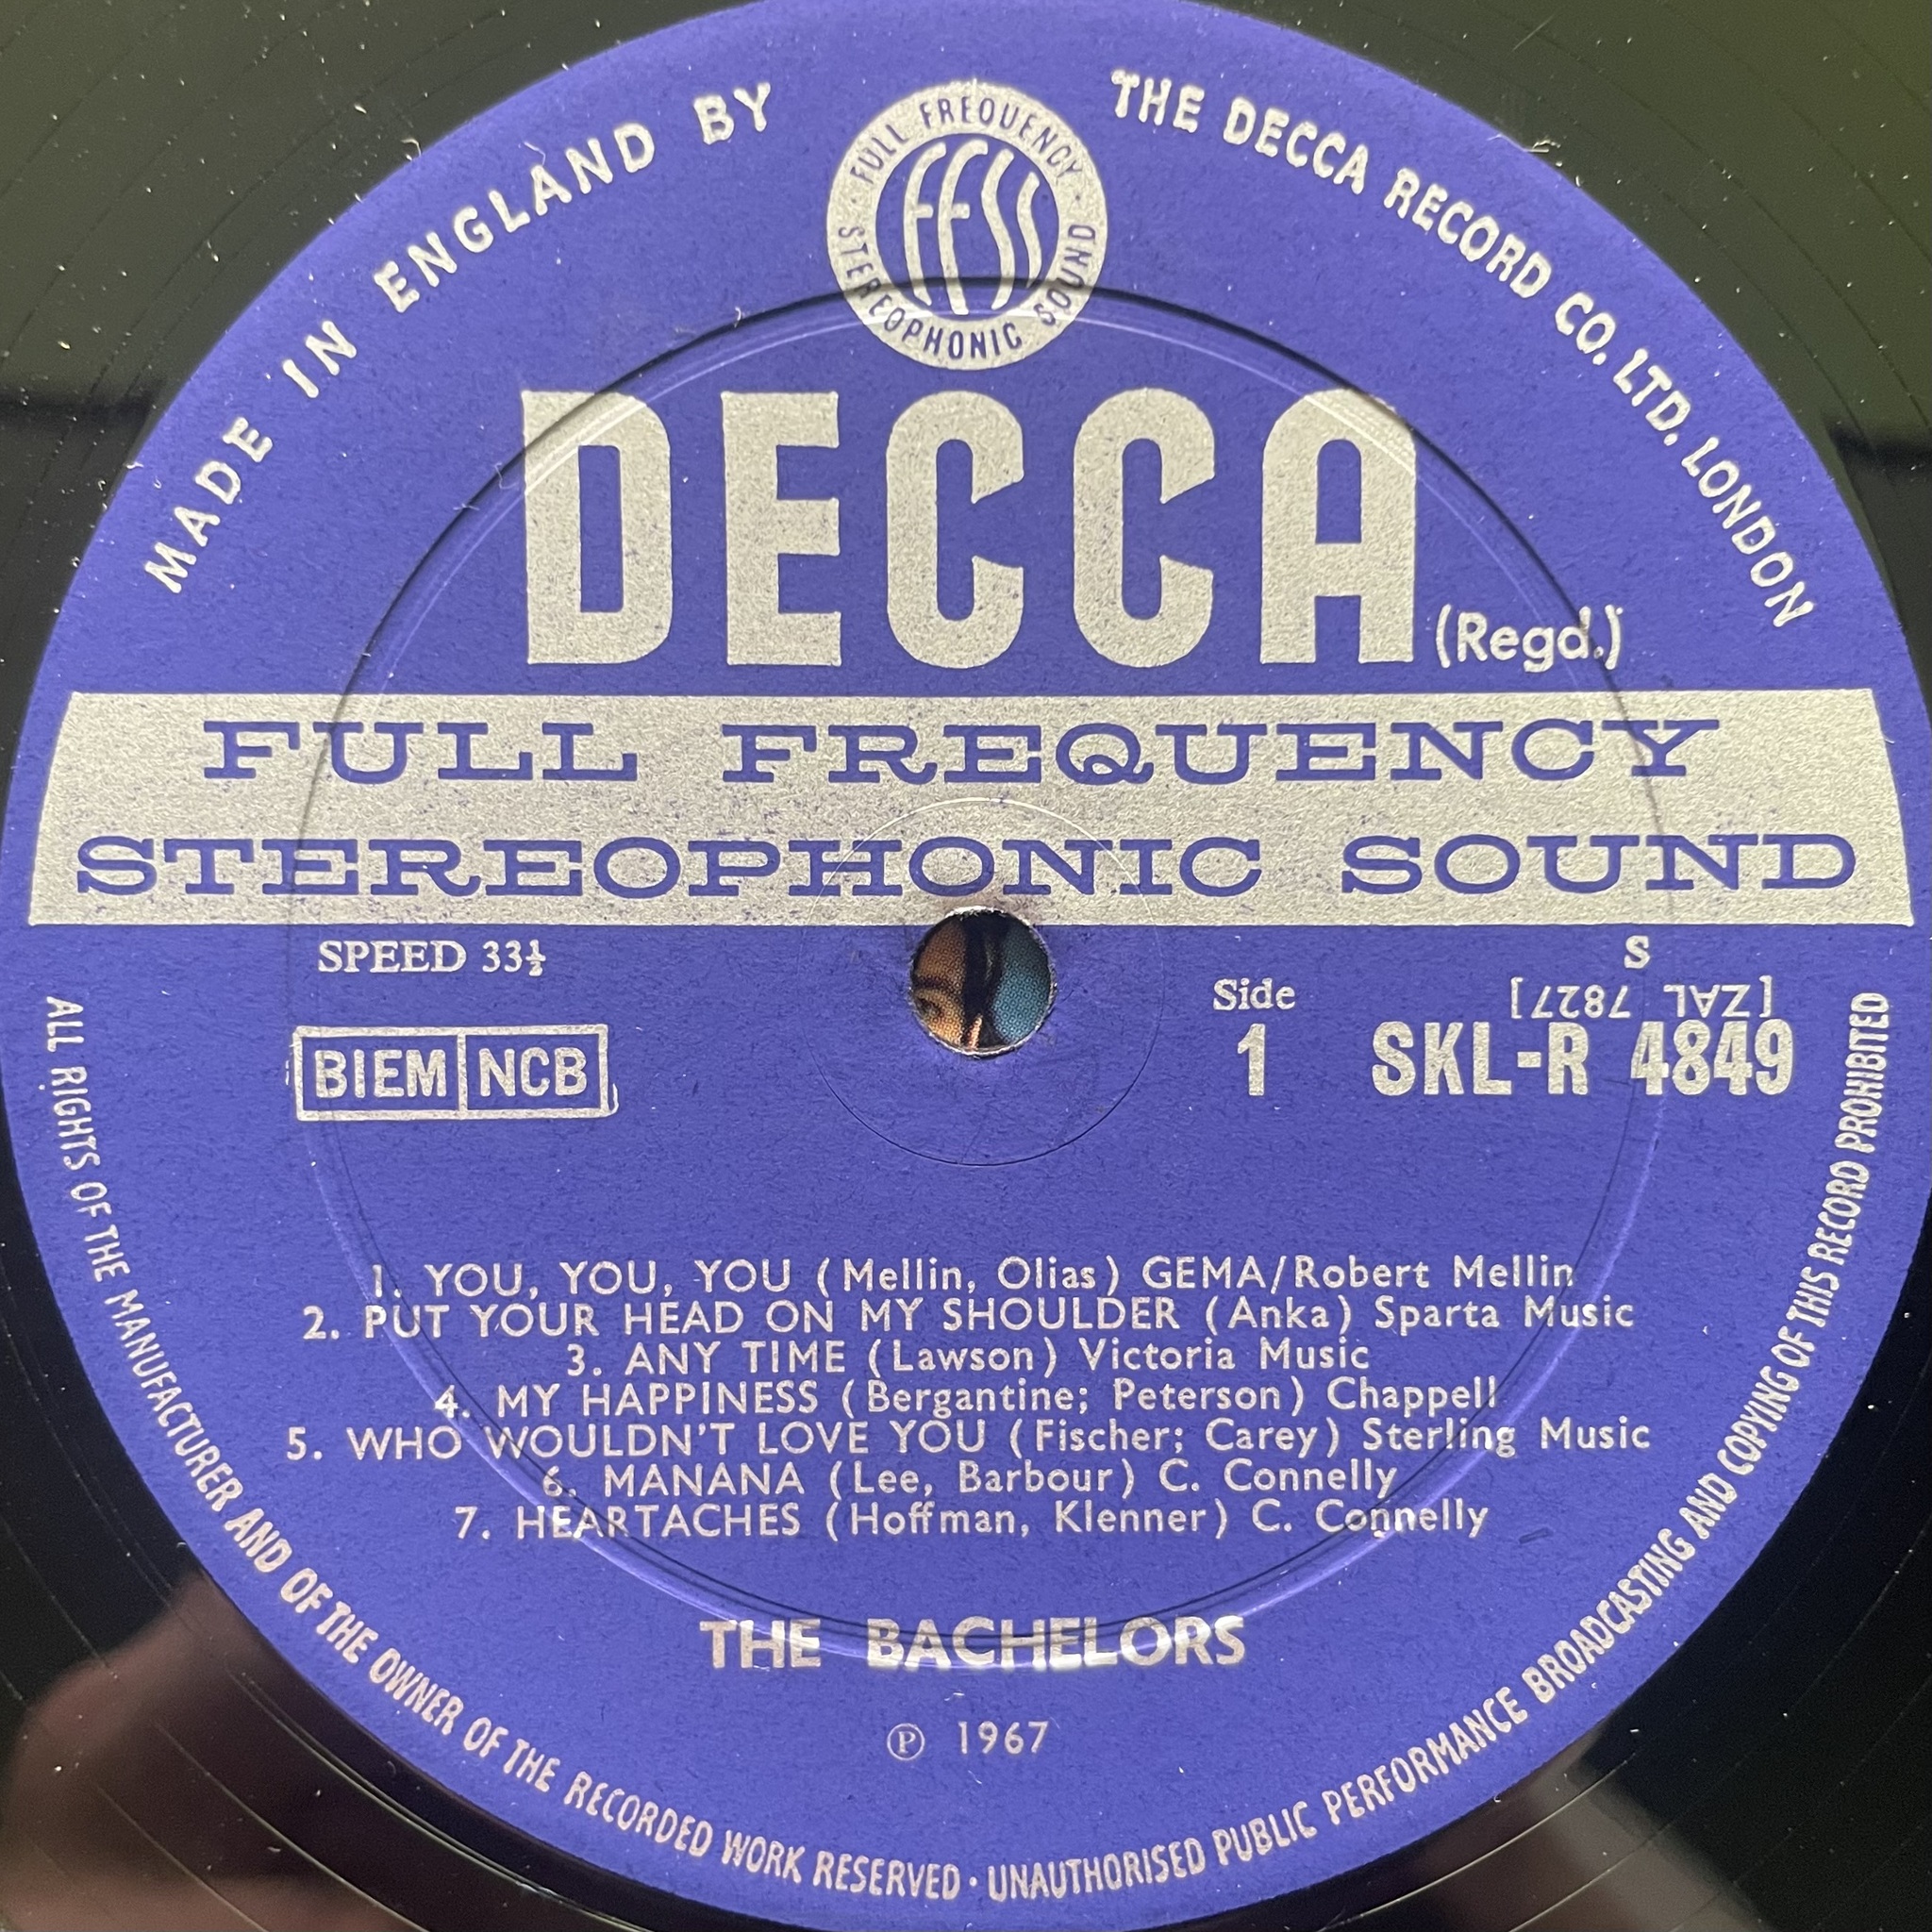 MADE IN ENGLAND BY
THE DECCA RECORD CO. LTD. LONDON
FULL FREQUENCY
FFSS
STEREOPHONIC SOUND
DECCA (Regd.)
FULL FREQUENCY
STEREOPHONIC SOUND
SPEED 33½
BIEM NCB
Side
1
S
[ZAL 7827]
SKL-R 4849
1. YOU, YOU, YOU (Mellin, Olias) GEMA/Robert Mellin
2. PUT YOUR HEAD ON MY SHOULDER (Anka) Sparta Music
3. ANY TIME (Lawson) Victoria Music
4. MY HAPPINESS (Bergantine; Peterson) Chappell
5. WHO WOULDN'T LOVE YOU (Fischer; Carey) Sterling Music
6. MANANA (Lee, Barbour) C. Connelly
7. HEARTACHES (Hoffman, Klenner) C. Connelly
THE BACHELORS
℗ 1967
ALL RIGHTS OF THE MANUFACTURER AND OF THE OWNER OF THE RECORDED WORK RESERVED · UNAUTHORISED PUBLIC PERFORMANCE BROADCASTING AND COPYING OF THIS RECORD PROHIBITED